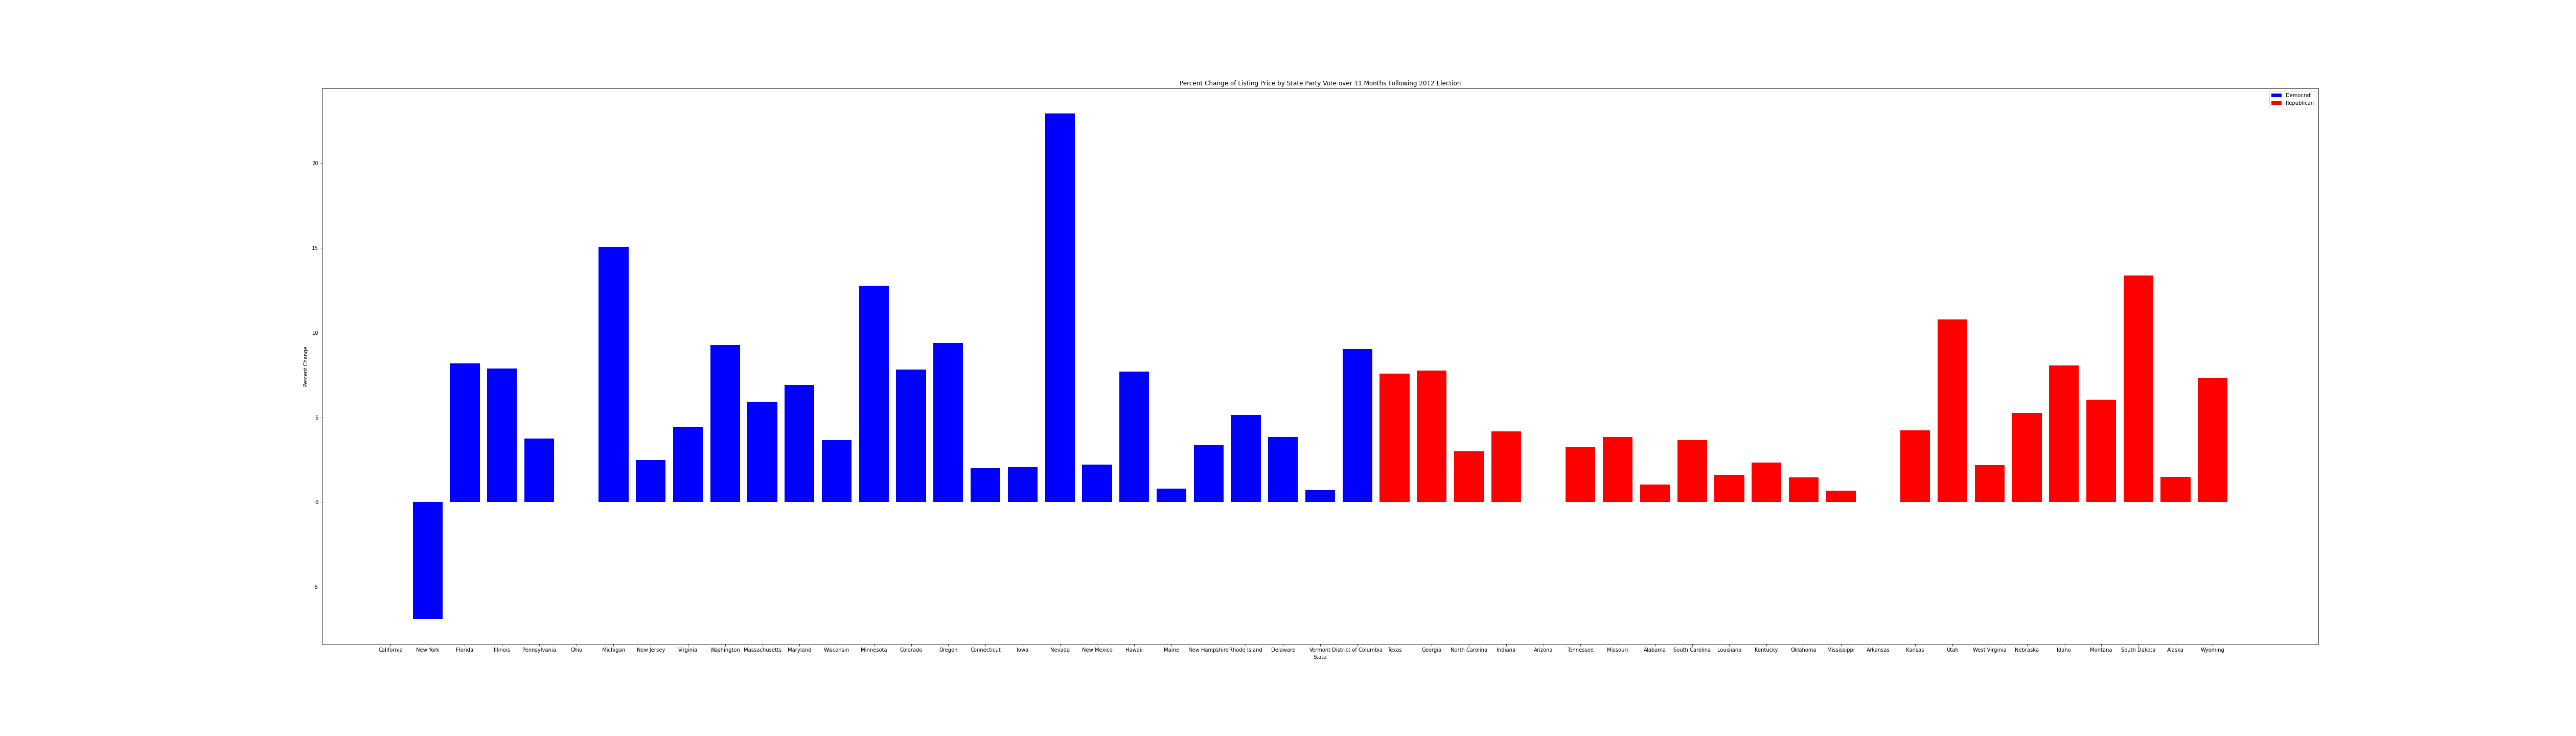 Percent Change of Listing Price by State Party Vote over 11 Months Following 2012 Election
Democrat
Republican
20
15
10
5
0
−5
Percent Change
California New York Florida Illinois Pennsylvania Ohio Michigan New Jersey Virginia Washington Massachusetts Maryland Wisconsin Minnesota Colorado Oregon Connecticut Iowa Nevada New Mexico Hawaii Maine New Hampshire Rhode Island Delaware Vermont District of Columbia Texas Georgia North Carolina Indiana Arizona Tennessee Missouri Alabama South Carolina Louisiana Kentucky Oklahoma Mississippi Arkansas Kansas Utah West Virginia Nebraska Idaho Montana South Dakota Alaska Wyoming
State